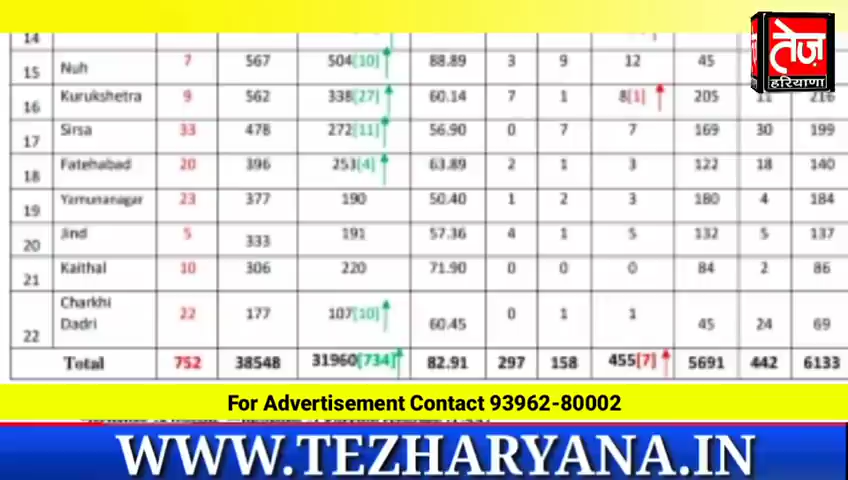 तेज़
हरियाणा
14
15 Nuh 7 567 504[10] 88.89 3 9 12 45
16 Kurukshetra 9 562 338[27] 60.14 7 1 8[1] 205 11 216
17 Sirsa 33 478 272[11] 56.90 0 7 7 169 30 199
18 Fatehabad 20 396 253[4] 63.89 2 1 3 122 18 140
19 Yamunanagar 23 377 190 50.40 1 2 3 180 4 184
20 Jind 5 333 191 57.36 4 1 5 132 5 137
21 Kaithal 10 306 220 71.90 0 0 0 84 2 86
22 Charkhi Dadri 22 177 107[10] 60.45 0 1 1 45 24 69
Total 752 38548 31960[734] 82.91 297 158 455[7] 5691 442 6133
For Advertisement Contact 93962-80002
WWW.TEZHARYANA.IN